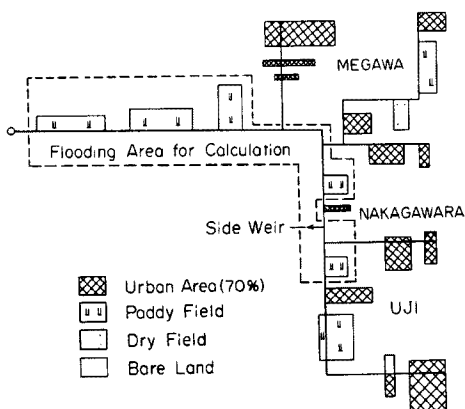 MEGAWA
Flooding Area for Calculation
NAKAGAWARA
Side Weir
Urban Area (70%)
UJI
Paddy Field
Dry Field
Bare Land